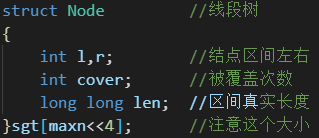 struct Node //线段树
{
int l,r; //结点区间左右
int cover; //被覆盖次数
long long len; //区间真实长度
}sgt[maxn<<4]; //注意这个大小